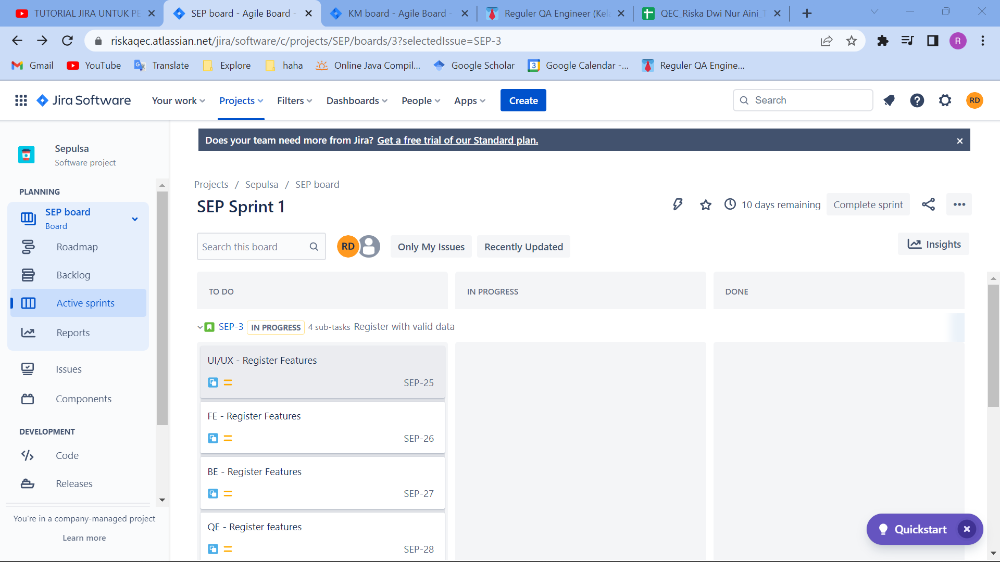 TUTORIAL JIRA UNTUK PE
SEP board - Agile Board -
KM board - Agile Board -
Reguler QA Engineer (Kela
QEC_Riska Dwi Nur Aini_T
riskaqec.atlassian.net/jira/software/c/projects/SEP/boards/3?selectedIssue=SEP-3
R
Gmail
YouTube
Translate
Explore
haha
Online Java Compil...
Google Scholar
3
Google Calendar -...
Reguler QA Engine...
Jira Software
Your work
Projects
Filters
Dashboards
People
Apps
Create
Search
RD
Sepulsa
Software project
Does your team need more from Jira? Get a free trial of our Standard plan.
PLANNING
SEP board
Board
Roadmap
Backlog
Active sprints
Reports
Issues
Components
DEVELOPMENT
Code
Releases
You're in a company-managed project
Learn more
Projects / Sepulsa / SEP board
SEP Sprint 1
10 days remaining
Complete sprint
Search this board
RD
Only My Issues
Recently Updated
Insights
TO DO
IN PROGRESS
DONE
SEP-3 IN PROGRESS 4 sub-tasks Register with valid data
UI/UX - Register Features
SEP-25
FE - Register Features
SEP-26
BE - Register Features
SEP-27
QE - Register features
SEP-28
Quickstart